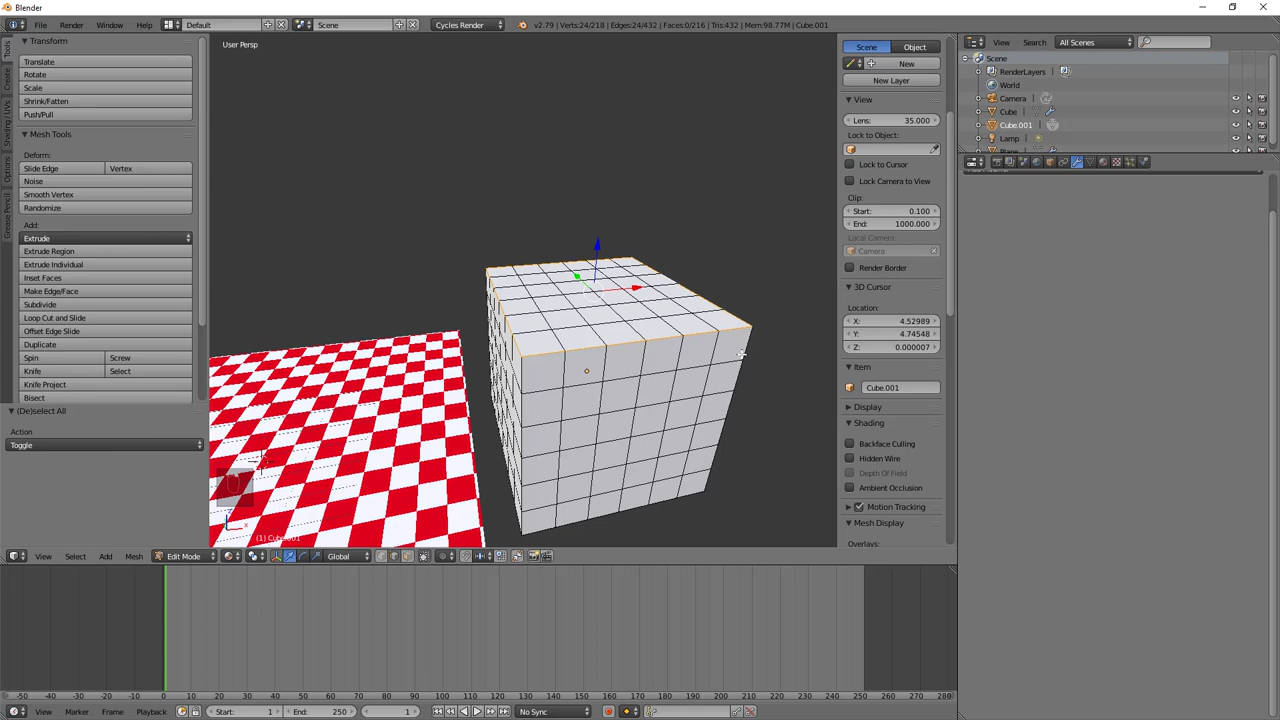 Blender
File Render Window Help Default Scene Cycles Render v2.79 | Verts:24/218 | Edges:24/432 | Faces:0/216 | Tris:432 | Mem:98.77M | Cube.001
Tools
Create
Shading / UVs
Options
Grease Pencil
Transform
Translate
Rotate
Scale
Shrink/Fatten
Push/Pull
Mesh Tools
Deform:
Slide Edge Vertex
Noise
Smooth Vertex
Randomize
Add:
Extrude
Extrude Region
Extrude Individual
Inset Faces
Make Edge/Face
Subdivide
Loop Cut and Slide
Offset Edge Slide
Duplicate
Spin Screw
Knife Select
Knife Project
Bisect
(De)select All
Action
Toggle
User Persp
(1) Cube.001
Scene Object
New
New Layer
View
Lens: 35.000
Lock to Object:
Lock to Cursor
Lock Camera to View
Clip:
Start: 0.100
End: 1000.000
Local Camera:
Camera
Render Border
3D Cursor
Location:
X: 4.52989
Y: 4.74548
Z: 0.000007
Item
Cube.001
Display
Shading
Backface Culling
Hidden Wire
Depth Of Field
Ambient Occlusion
Motion Tracking
Mesh Display
Overlays:
View Search All Scenes
Scene
RenderLayers
World
Camera
Cube
Cube.001
Lamp
View Select Add Mesh Edit Mode Global
-50 -40 -30 -20 -10 0 10 20 30 40 50 60 70 80 90 100 110 120 130 140 150 160 170 180 190 200 210 220 230 240 250 260 270 280
View Marker Frame Playback Start: 1 End: 250 1 No Sync